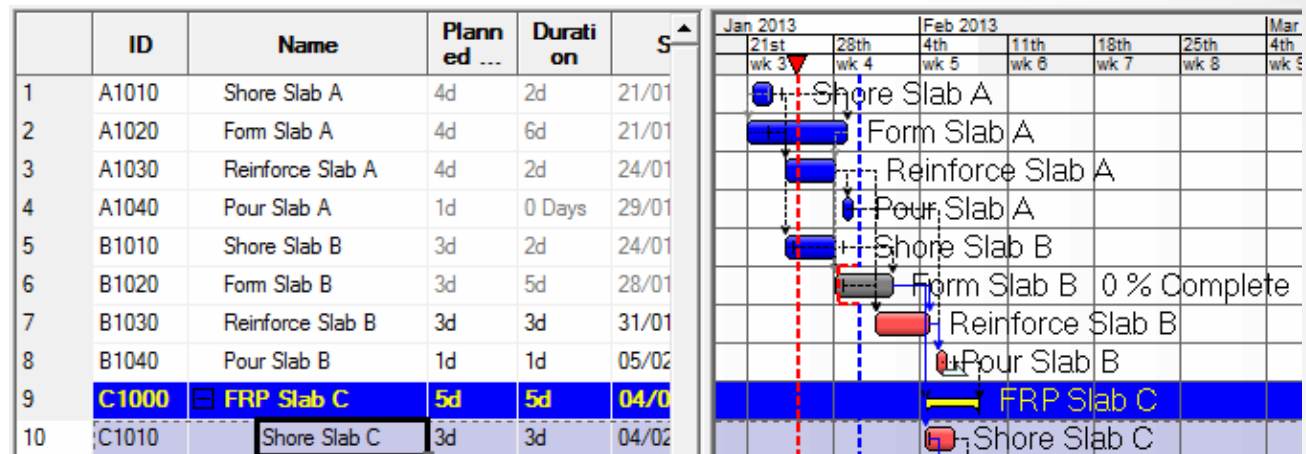 ID Name Plann ed ... Durati on S
Jan 2013 Feb 2013 Mar
21st 28th 4th 11th 18th 25th 4th
wk 3 wk 4 wk 5 wk 6 wk 7 wk 8 wk 9
1 A1010 Shore Slab A 4d 2d 21/01 Shore Slab A
2 A1020 Form Slab A 4d 6d 21/01 Form Slab A
3 A1030 Reinforce Slab A 4d 2d 24/01 Reinforce Slab A
4 A1040 Pour Slab A 1d 0 Days 29/01 Pour Slab A
5 B1010 Shore Slab B 3d 2d 24/01 Shore Slab B
6 B1020 Form Slab B 3d 5d 28/01 Form Slab B 0 % Complete
7 B1030 Reinforce Slab B 3d 3d 31/01 Reinforce Slab B
8 B1040 Pour Slab B 1d 1d 05/02 Pour Slab B
9 C1000 FRP Slab C 5d 5d 04/0 FRP Slab C
10 C1010 Shore Slab C 3d 3d 04/02 Shore Slab C